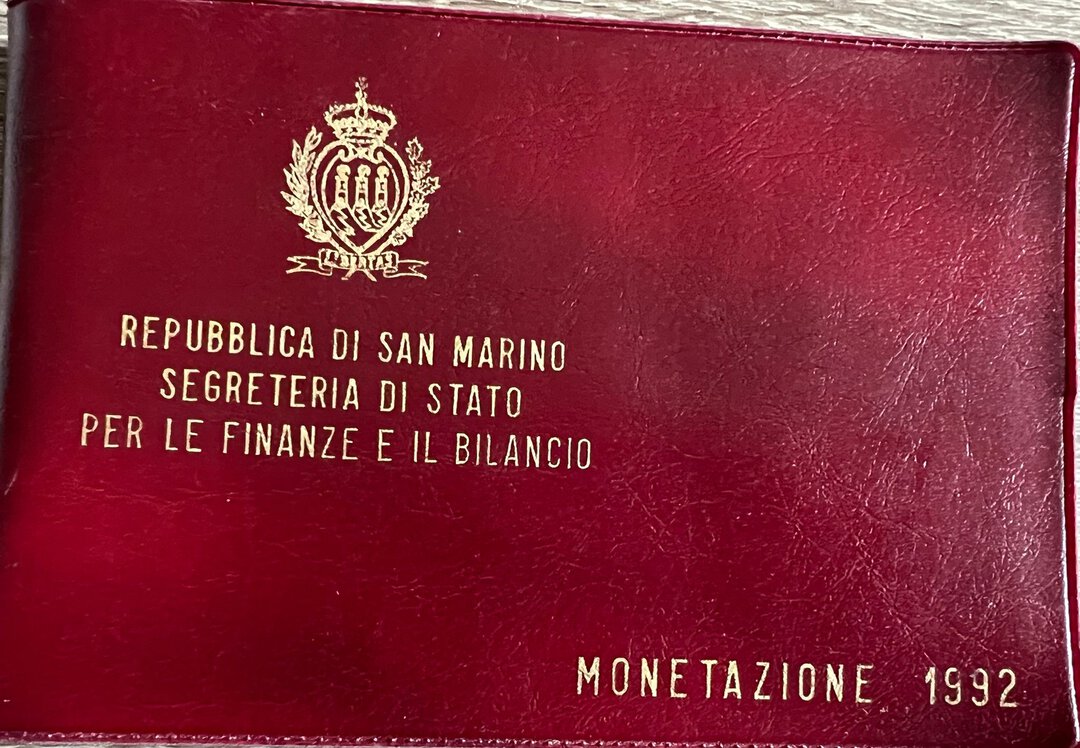 LIBERTAS
REPUBBLICA DI SAN MARINO
SEGRETERIA DI STATO
PER LE FINANZE E IL BILANCIO
MONETAZIONE 1992